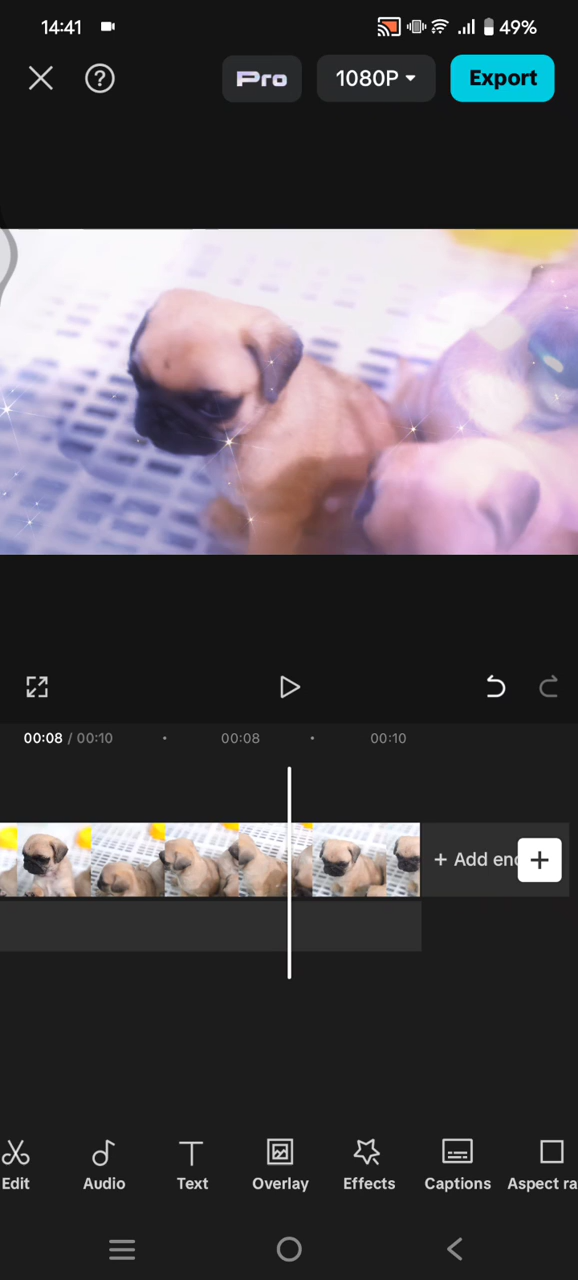 14:41 49%
Pro 1080P Export
00:08 / 00:10 00:08 00:10
+ Add end
Edit Audio Text Overlay Effects Captions Aspect ra